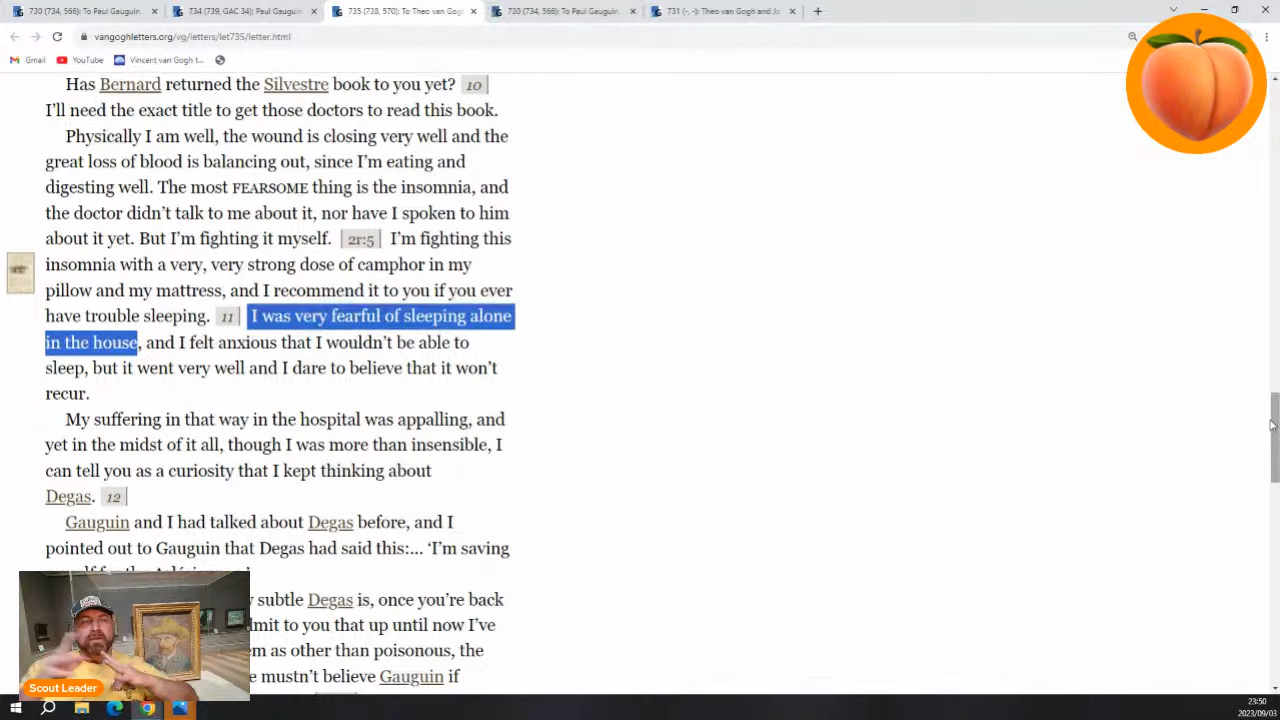 730 (734, 566): To Paul Gauguin.
734 (739, GAC 34): Paul Gauguin
735 (738, 570): To Theo van Gogh
730 (734, 566): To Paul Gauguin.
731 (-, -): Theo van Gogh and Jo
vangoghletters.org/vg/letters/let735/letter.html
Gmail
YouTube
Vincent van Gogh t...
Has Bernard returned the Silvestre book to you yet? 10
I’ll need the exact title to get those doctors to read this book.
Physically I am well, the wound is closing very well and the
great loss of blood is balancing out, since I’m eating and
digesting well. The most FEARSOME thing is the insomnia, and
the doctor didn’t talk to me about it, nor have I spoken to him
about it yet. But I’m fighting it myself. 2r:5 I’m fighting this
insomnia with a very, very strong dose of camphor in my
pillow and my mattress, and I recommend it to you if you ever
have trouble sleeping. 11 I was very fearful of sleeping alone
in the house, and I felt anxious that I wouldn’t be able to
sleep, but it went very well and I dare to believe that it won’t
recur.
My suffering in that way in the hospital was appalling, and
yet in the midst of it all, though I was more than insensible, I
can tell you as a curiosity that I kept thinking about
Degas. 12
Gauguin and I had talked about Degas before, and I
pointed out to Gauguin that Degas had said this:... ‘I’m saving
subtle Degas is, once you’re back
to you that up until now I’ve
as other than poisonous, the
mustn’t believe Gauguin if
Scout Leader
23:50
2023/09/03